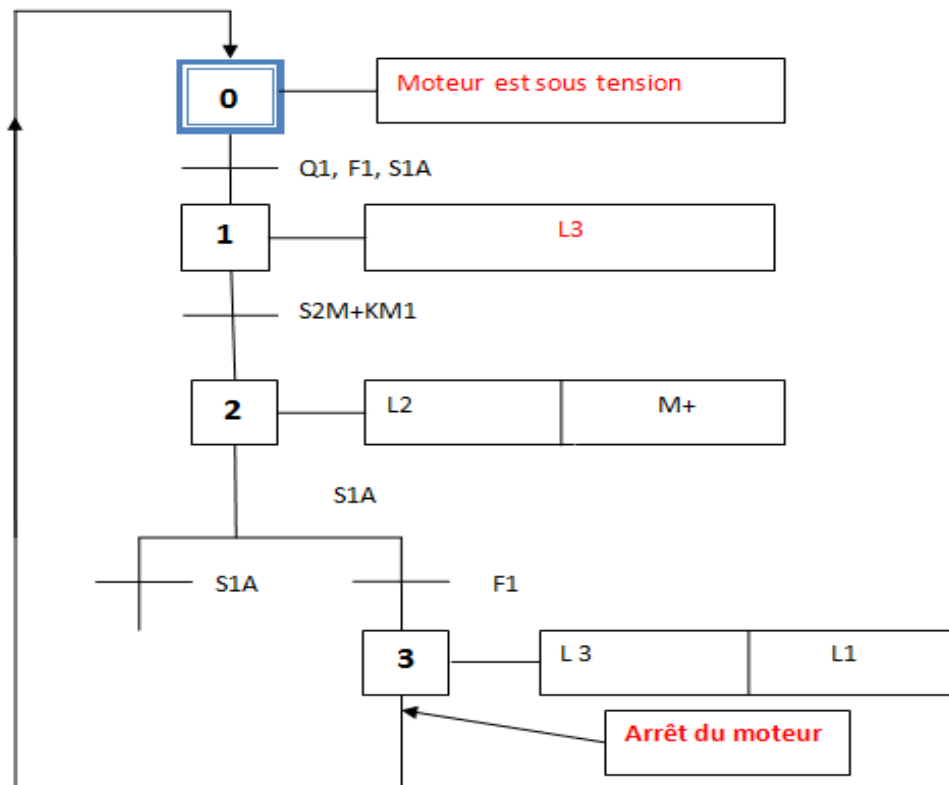 0
Moteur est sous tension
Q1, F1, S1A
1
L3
S2M+KM1
2
L2
M+
S1A
S1A
F1
3
L 3
L1
Arrêt du moteur